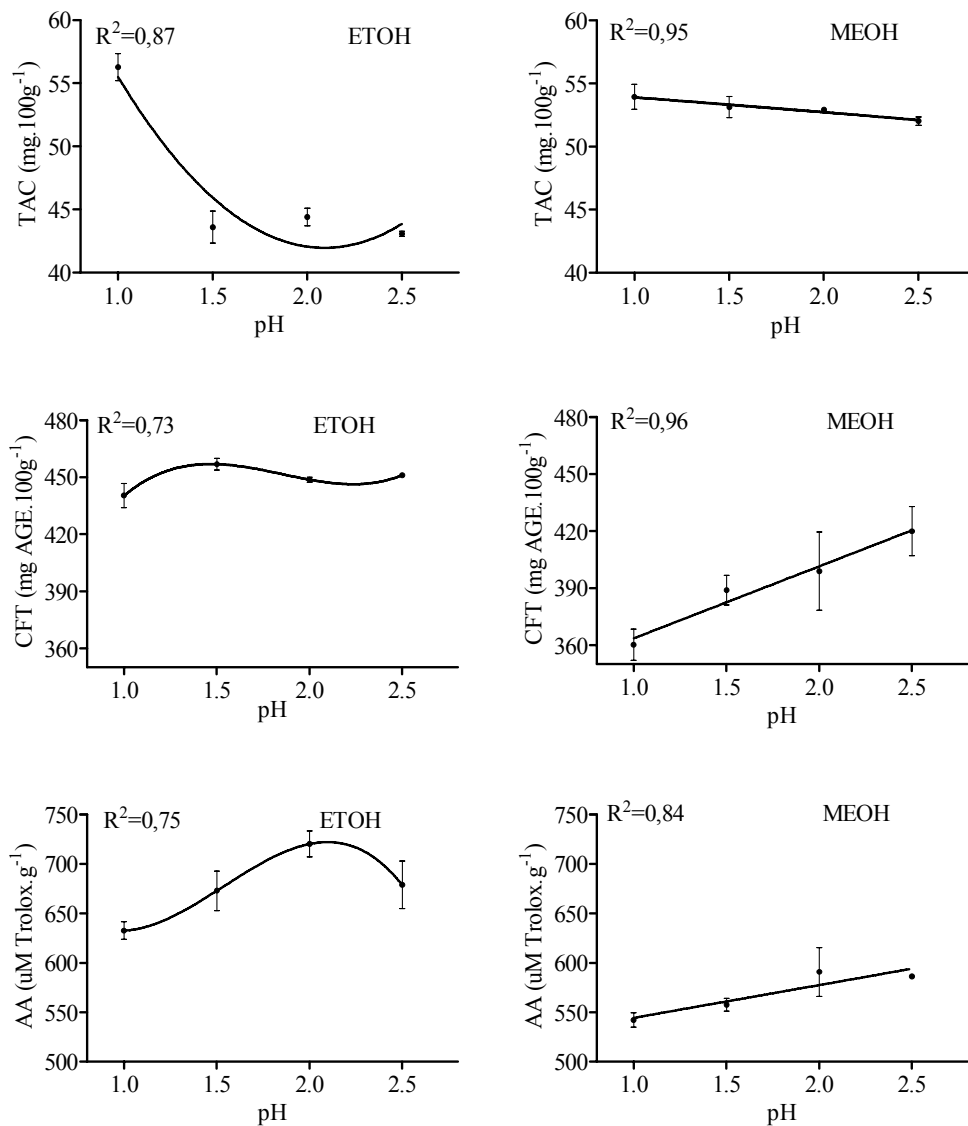 R²=0,87 ETOH
TAC (mg.100g⁻¹)
60
55
50
45
40
1.0 1.5 2.0 2.5
pH
R²=0,95 MEOH
TAC (mg.100g⁻¹)
60
55
50
45
40
1.0 1.5 2.0 2.5
pH
R²=0,73 ETOH
CFT (mg AGE.100g⁻¹)
480
450
420
390
360
1.0 1.5 2.0 2.5
pH
R²=0,96 MEOH
CFT (mg AGE.100g⁻¹)
480
450
420
390
360
1.0 1.5 2.0 2.5
pH
R²=0,75 ETOH
AA (uM Trolox.g⁻¹)
750
700
650
600
550
500
1.0 1.5 2.0 2.5
pH
R²=0,84 MEOH
AA (uM Trolox.g⁻¹)
750
700
650
600
550
500
1.0 1.5 2.0 2.5
pH